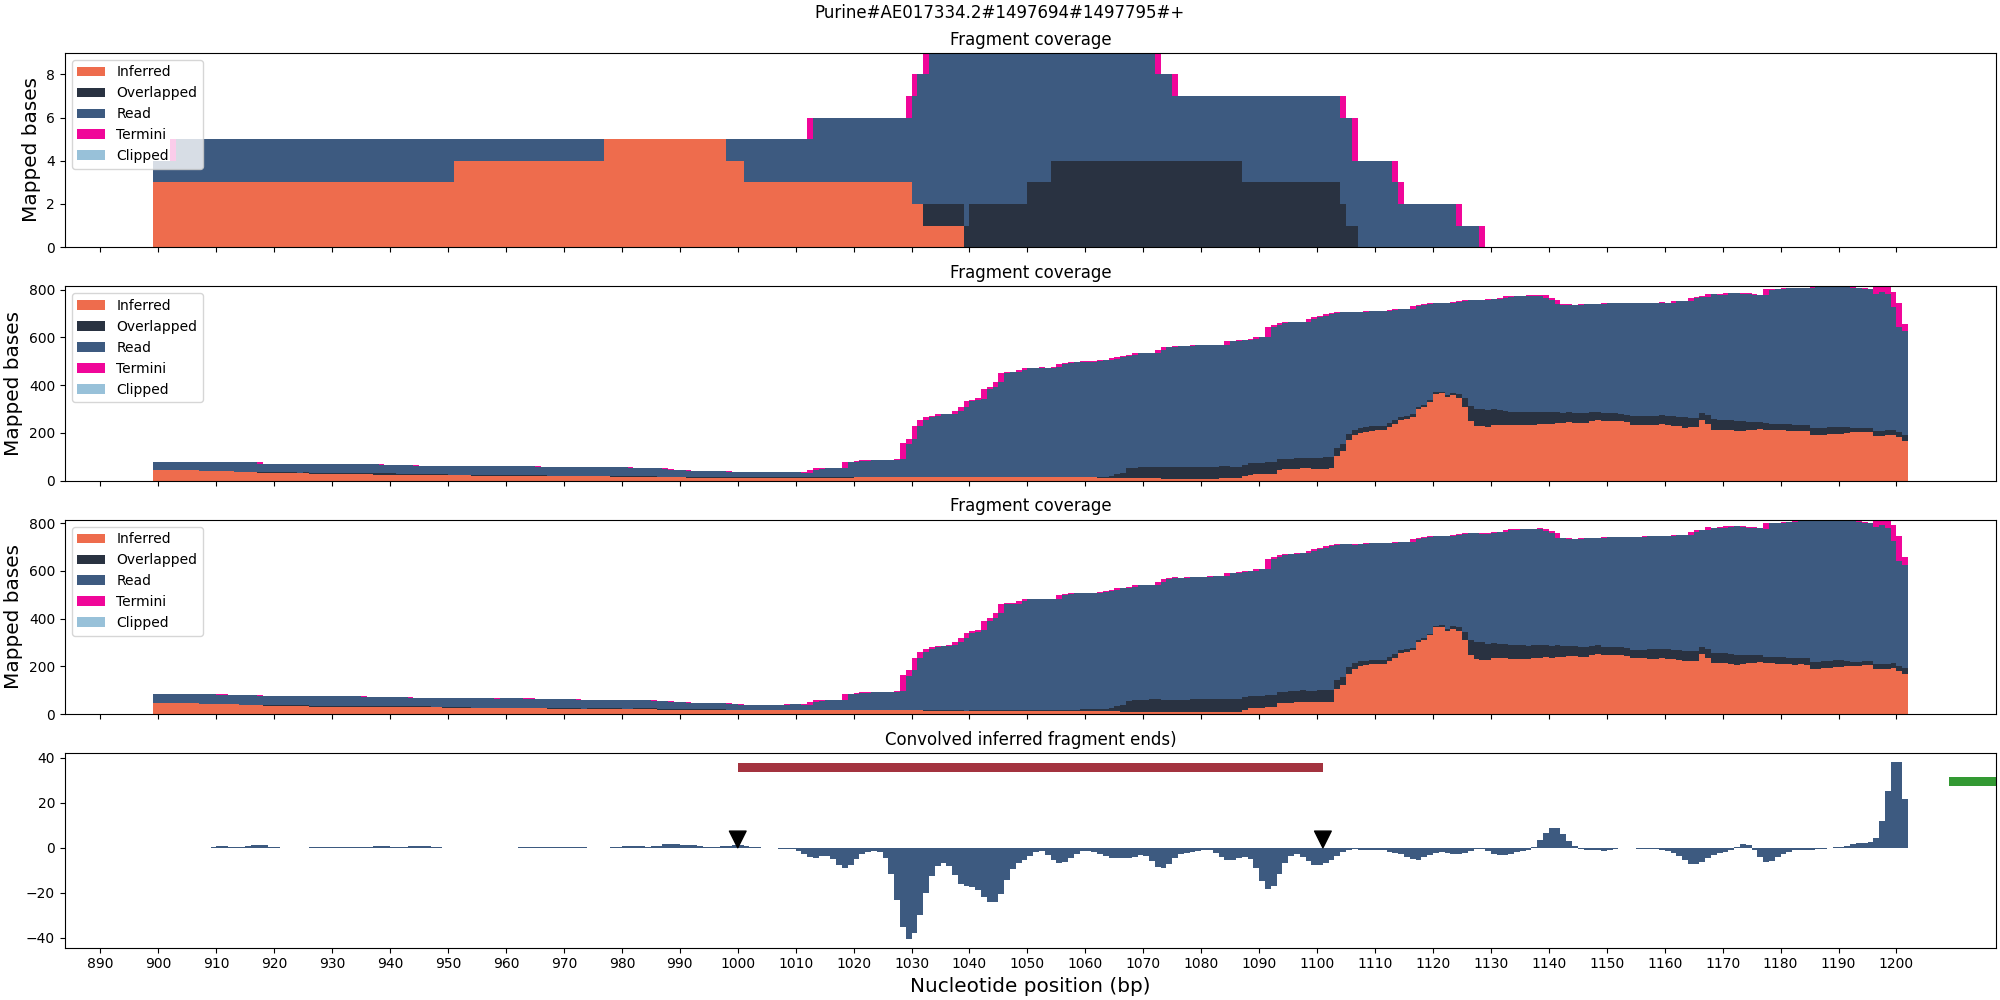 Purine#AE017334.2#1497694#1497795#+
Fragment coverage
Mapped bases
8
6
4
2
0
Inferred
Overlapped
Read
Termini
Clipped
Fragment coverage
Mapped bases
800
600
400
200
0
Inferred
Overlapped
Read
Termini
Clipped
Fragment coverage
Mapped bases
800
600
400
200
0
Inferred
Overlapped
Read
Termini
Clipped
Convolved inferred fragment ends)
40
20
0
−20
−40
890 900 910 920 930 940 950 960 970 980 990 1000 1010 1020 1030 1040 1050 1060 1070 1080 1090 1100 1110 1120 1130 1140 1150 1160 1170 1180 1190 1200
Nucleotide position (bp)